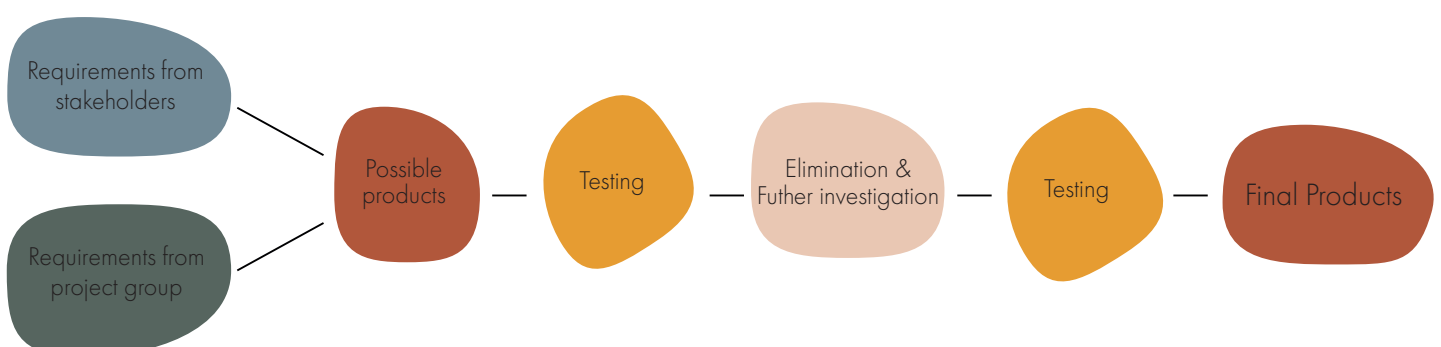 Requirements from
stakeholders
Requirements from
project group
Possible
products
Testing
Elimination &
Futher investigation
Testing
Final Products